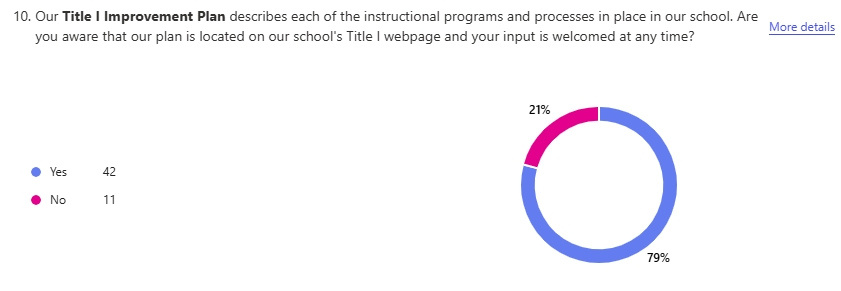 10. Our Title I Improvement Plan describes each of the instructional programs and processes in place in our school. Are
you aware that our plan is located on our school's Title I webpage and your input is welcomed at any time?
More details
21%
Yes 42
No 11
79%